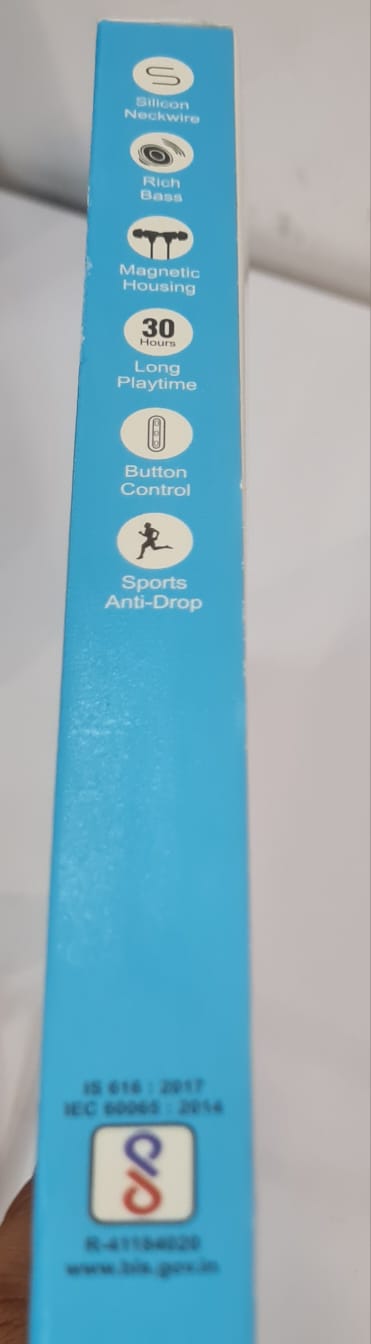 Silicon
Neckwire
Rich
Bass
Magnetic
Housing
30
Hours
Long
Playtime
Button
Control
Sports
Anti-Drop
IS 616 : 2017
IEC 60065 : 2014
R-41184020
www.bis.gov.in